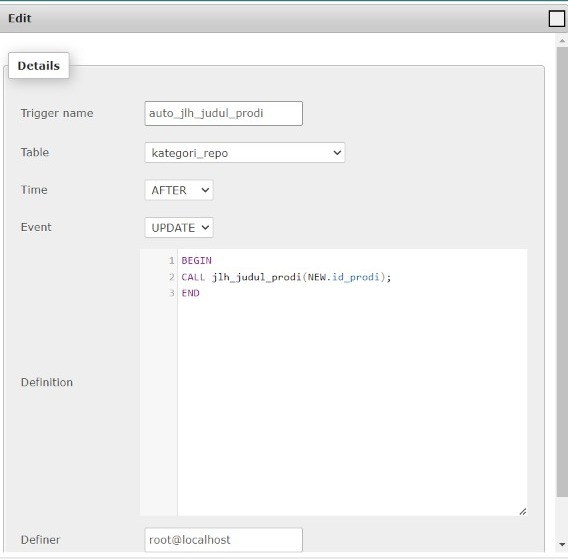 Edit
Details
Trigger name auto_jlh_judul_prodi
Table kategori_repo
Time AFTER
Event UPDATE
1 BEGIN
2 CALL jlh_judul_prodi(NEW.id_prodi);
3 END
Definition
Definer root@localhost